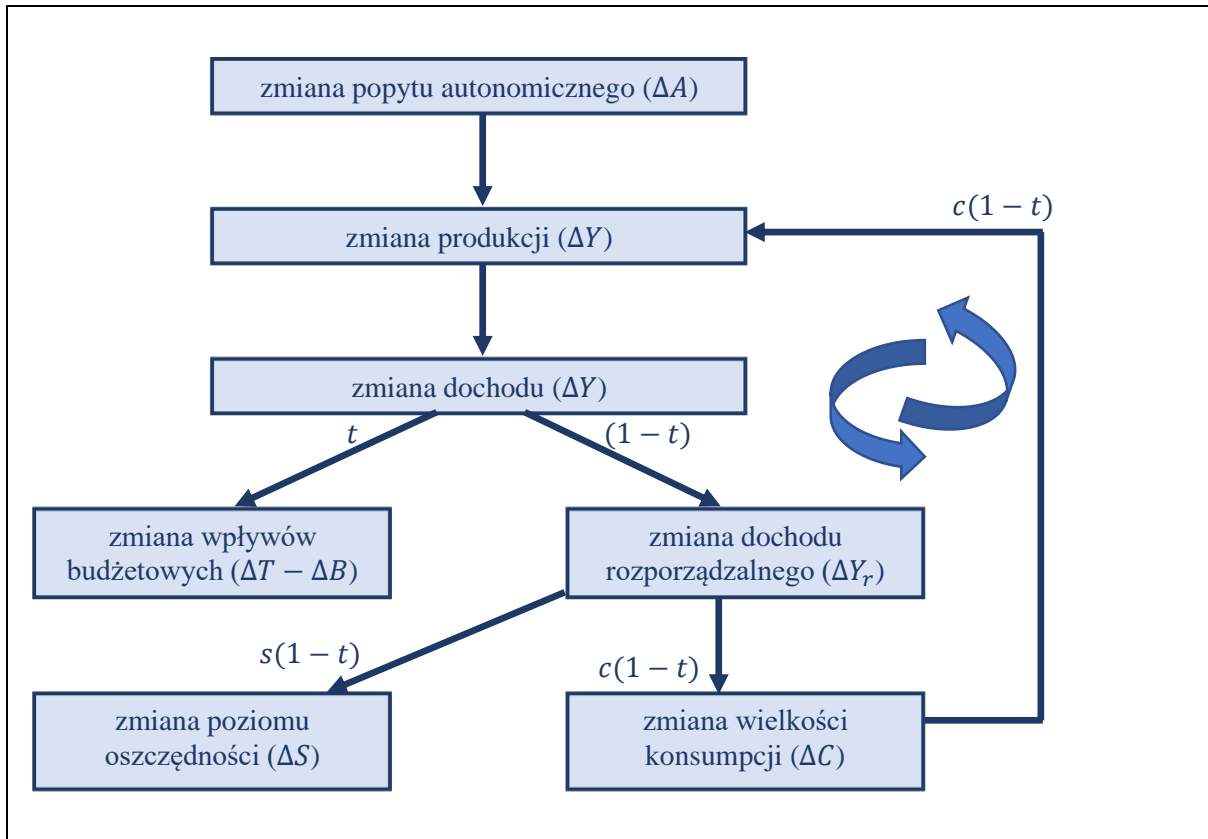 zmiana popytu autonomicznego (Δ𝐴)
zmiana produkcji (Δ𝑌)
𝑐(1 − 𝑡)
zmiana dochodu (Δ𝑌)
𝑡
(1 − 𝑡)
zmiana wpływów
budżetowych (Δ𝑇 − Δ𝐵)
zmiana dochodu
rozporządzalnego (Δ𝑌𝑟)
𝑠(1 − 𝑡)
𝑐(1 − 𝑡)
zmiana poziomu
oszczędności (Δ𝑆)
zmiana wielkości
konsumpcji (Δ𝐶)